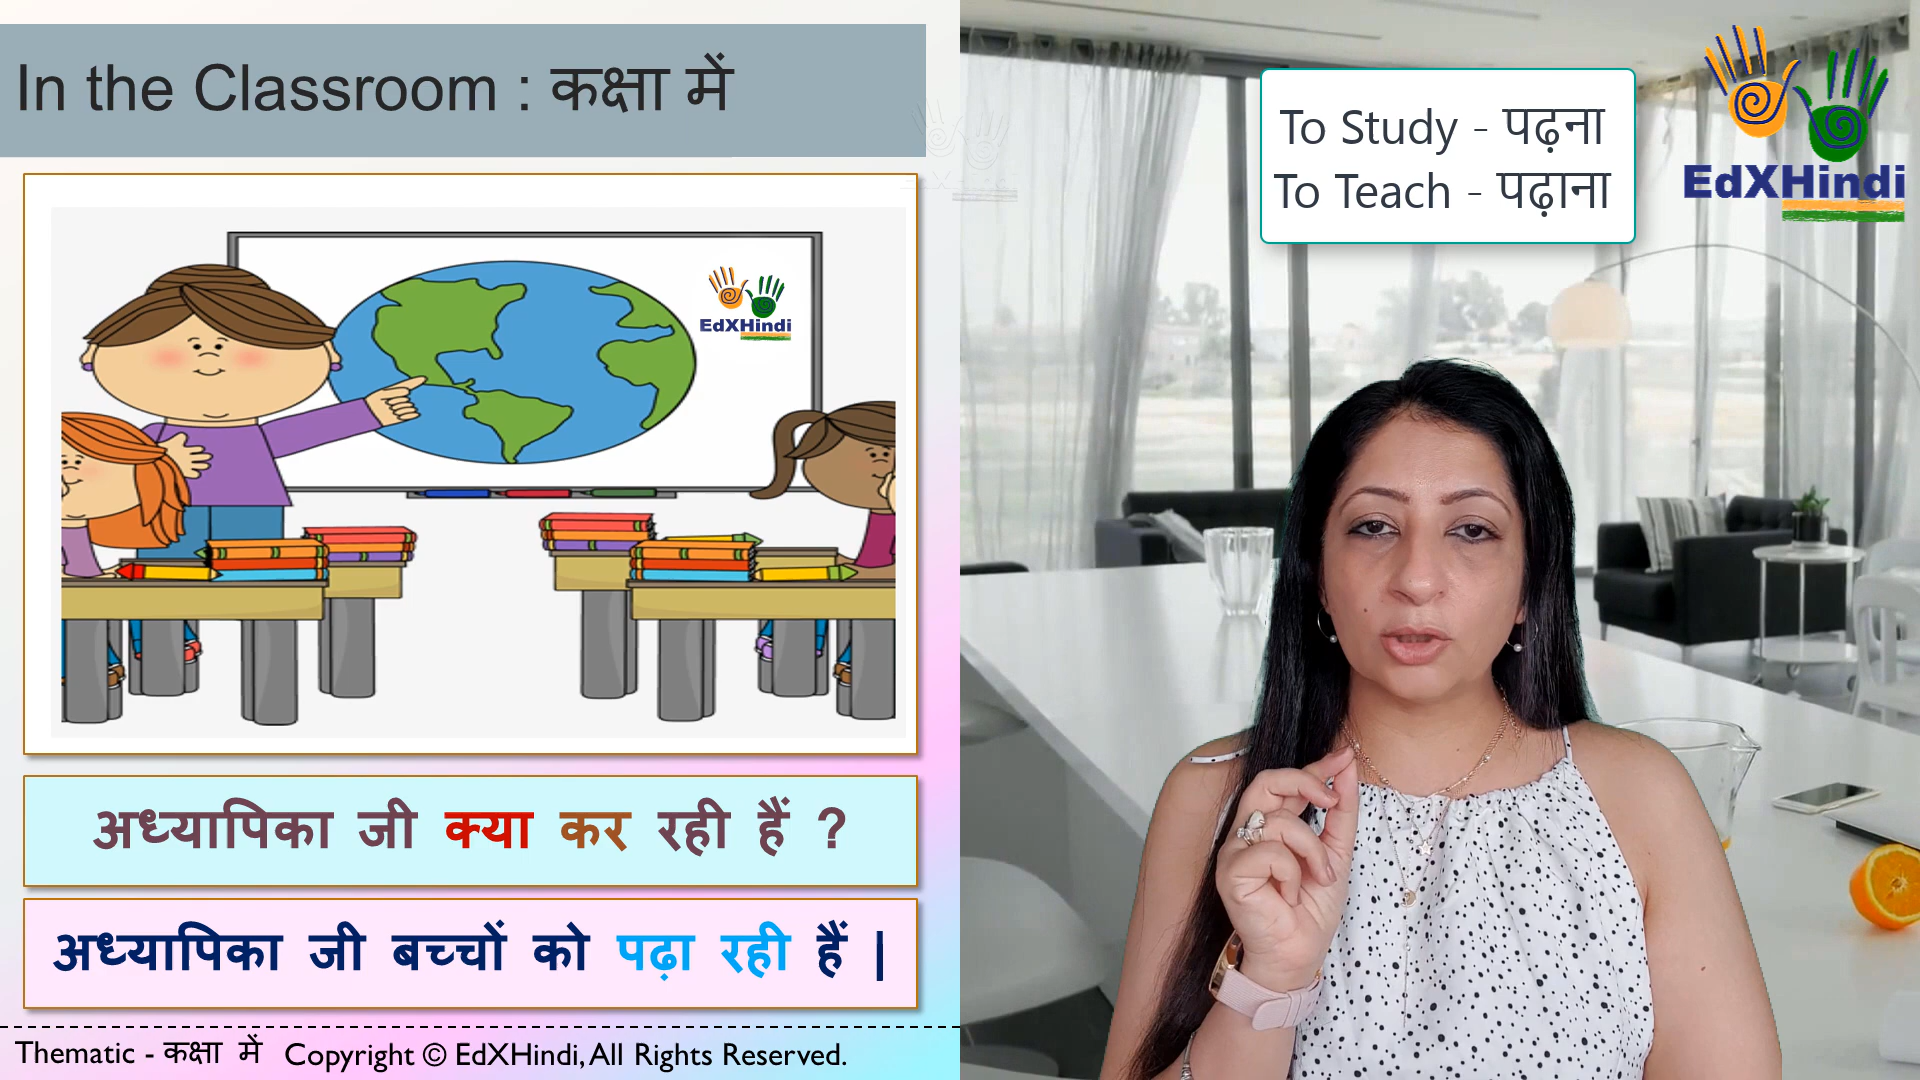 In the Classroom : कक्षा में
EdXHindi
अध्यापिका जी क्या कर रही हैं ?
अध्यापिका जी बच्चों को पढ़ा रही हैं |
Thematic - कक्षा में Copyright © EdXHindi, All Rights Reserved.
To Study - पढ़ना
To Teach - पढ़ाना
EdXHindi